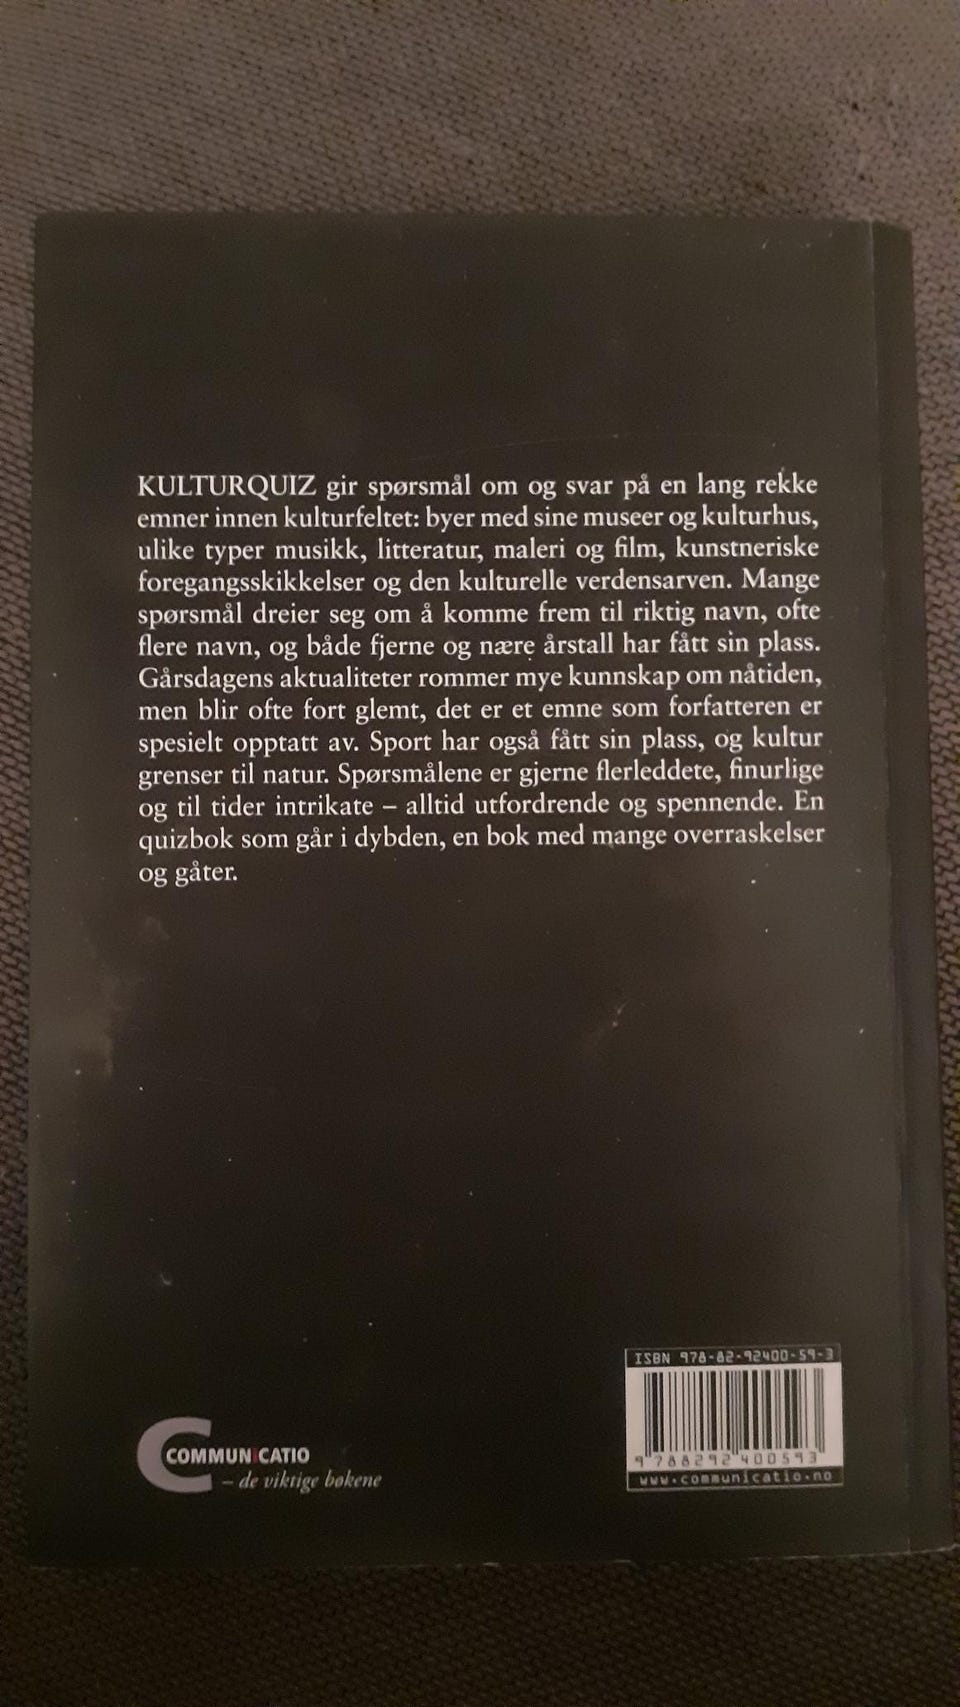 KULTURQUIZ gir spørsmål om og svar på en lang rekke
emner innen kulturfeltet: byer med sine museer og kulturhus,
ulike typer musikk, litteratur, maleri og film, kunstneriske
foregangsskikkelser og den kulturelle verdensarven. Mange
spørsmål dreier seg om å komme frem til riktig navn, ofte
flere navn, og både fjerne og nære årstall har fått sin plass.
Gårsdagens aktualiteter rommer mye kunnskap om nåtiden,
men blir ofte fort glemt, det er et emne som forfatteren er
spesielt opptatt av. Sport har også fått sin plass, og kultur
grenser til natur. Spørsmålene er gjerne flerleddete, finurlige
og til tider intrikate – alltid utfordrende og spennende. En
quizbok som går i dybden, en bok med mange overraskelser
og gåter.
ISBN 978-82-92400-59-3
9 788292 400593
www.communicatio.no
COMMUNICATIO
– de viktige bøkene